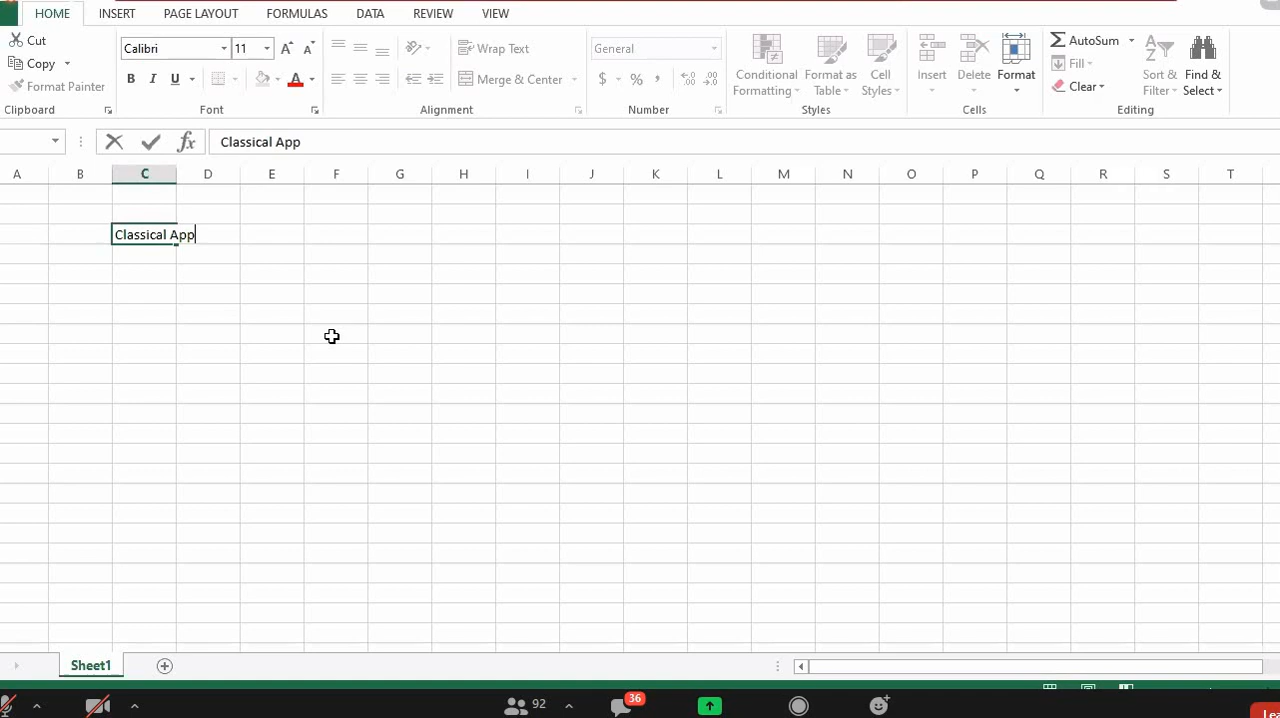 HOME INSERT PAGE LAYOUT FORMULAS DATA REVIEW VIEW
Cut
Copy
Format Painter
Clipboard
Calibri 11
B I U A
Font
Wrap Text
Merge & Center
Alignment
General
$ %
Number
Conditional
Formatting
Format as
Table
Cell
Styles
Styles
Insert
Delete
Format
Cells
AutoSum
Fill
Clear
Sort &
Filter
Find &
Select
Editing
fx Classical App
A B C D E F G H I J K L M N O P Q R S T
Classical App
Sheet1
92
36